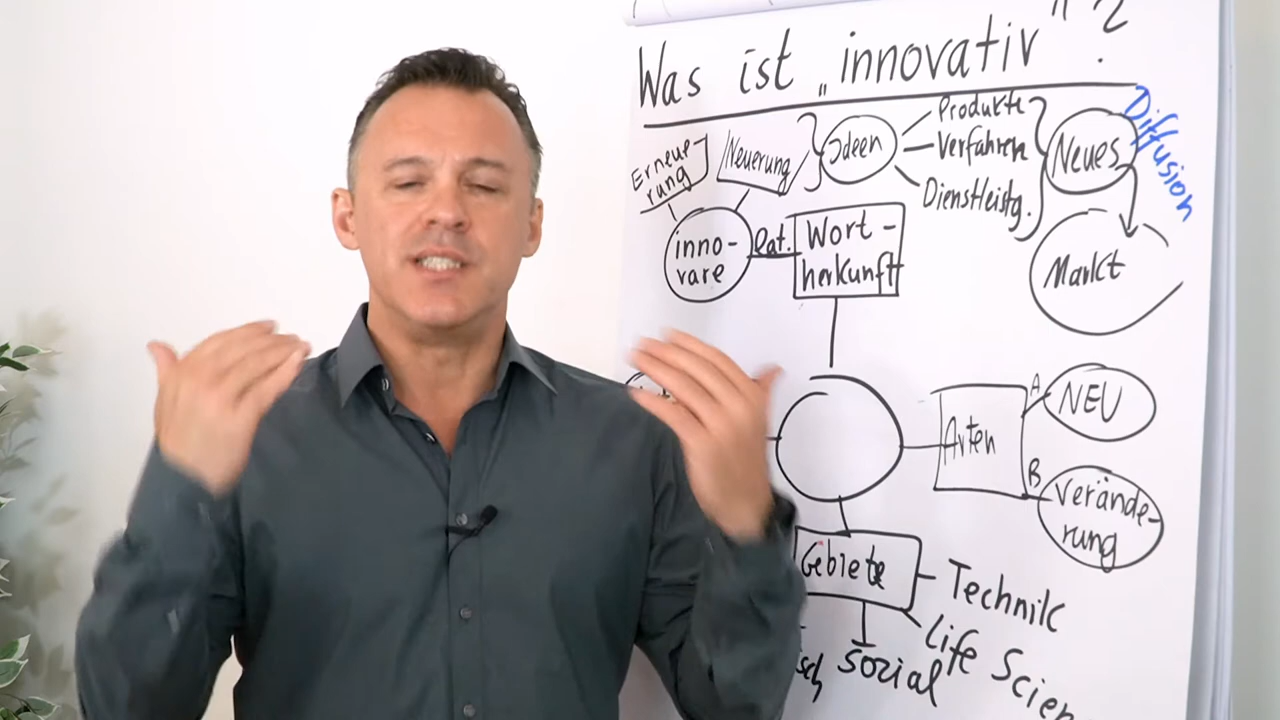 Was ist „innovativ"?
Erneue-
rung
Neuerung
Ideen
Produkte
Verfahren
Dienstleistg.
Neues
Diffusion
Markt
inno-
vare
Lat.
Wort-
herkunft
Arten
A
NEU
B
Verände-
rung
Gebiete
Technik
Life Scien
Sozial
sch